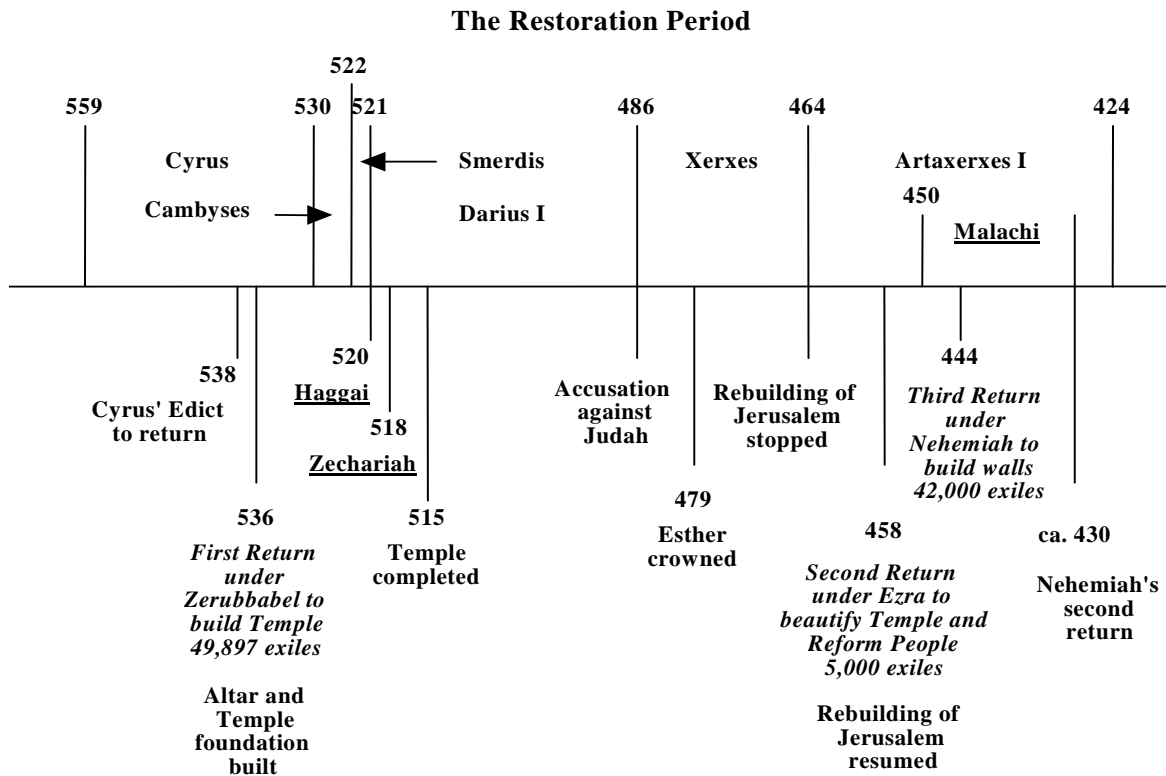 The Restoration Period
522
559
530
521
486
464
424
Cyrus
Smerdis
Xerxes
Artaxerxes I
Cambyses
Darius I
450
Malachi
538
Cyrus' Edict
to return
520
Haggai
518
Zechariah
536
First Return
under
Zerubbabel to
build Temple
49,897 exiles
Altar and
Temple
foundation
built
515
Temple
completed
Accusation
against
Judah
479
Esther
crowned
Rebuilding of
Jerusalem
stopped
444
Third Return
under
Nehemiah to
build walls
42,000 exiles
458
Second Return
under Ezra to
beautify Temple and
Reform People
5,000 exiles
Rebuilding of
Jerusalem
resumed
ca. 430
Nehemiah's
second
return